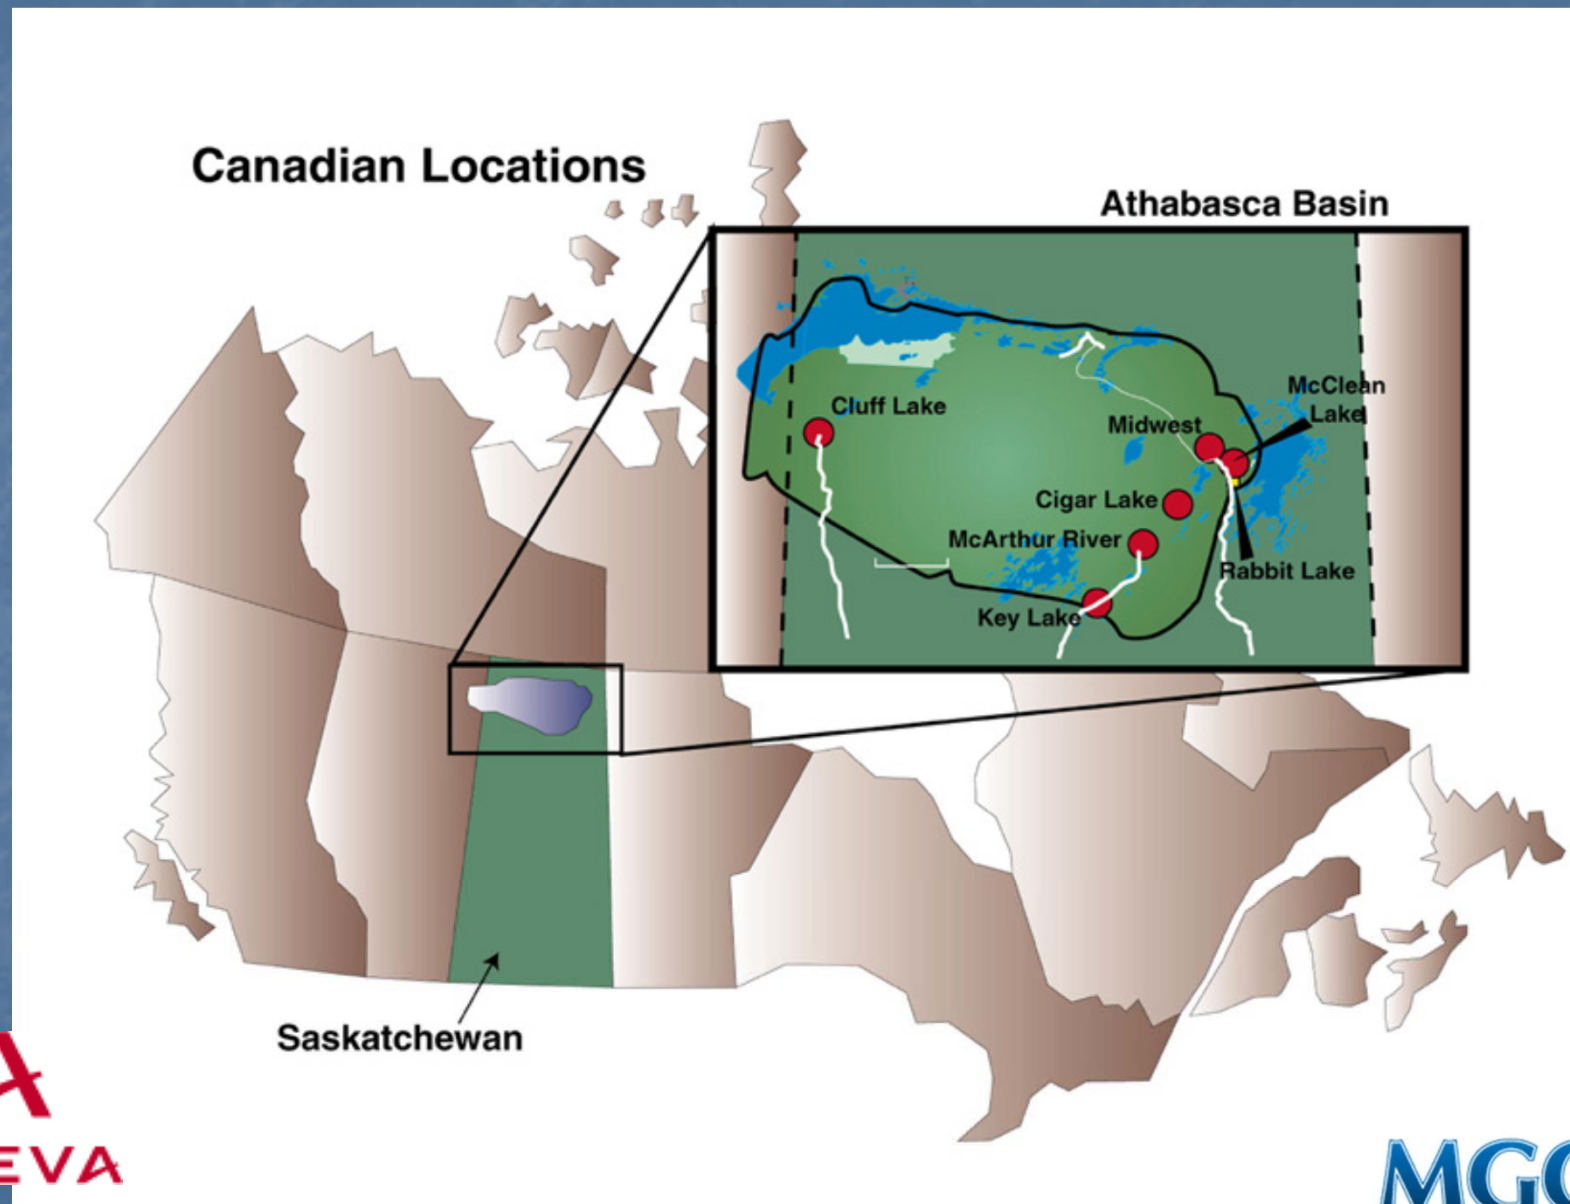 Canadian Locations
Athabasca Basin
McClean
Lake
Cluff Lake
Midwest
Cigar Lake
McArthur River
Rabbit Lake
Key Lake
Saskatchewan
A
EVA
MGC